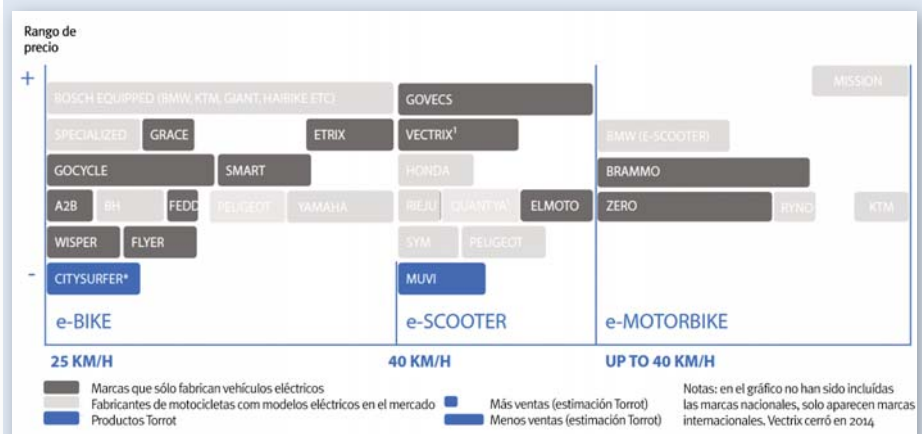 Rango de
precio
+
MISSION
BOSCH EQUIPPED (BMW, KTM, GIANT, HAIBIKE ETC)
GOVECS
SPECIALIZED
GRACE
ETRIX
VECTRIX¹
BMW (E-SCOOTER)
GOCYCLE
SMART
HONDA
BRAMMO
A2B
BH
FEDD
PEUGEOT
YAMAHA
RIEJU
QUANTYA¹
ELMOTO
ZERO
RYNO
KTM
WISPER
FLYER
SYM
PEUGEOT
-
CITYSURFER*
MUVI
e-BIKE
e-SCOOTER
e-MOTORBIKE
25 KM/H
40 KM/H
UP TO 40 KM/H
Marcas que sólo fabrican vehículos eléctricos
Fabricantes de motocicletas com modelos eléctricos en el mercado
Productos Torrot
Más ventas (estimación Torrot)
Menos ventas (estimación Torrot)
Notas: en el gráfico no han sido incluídas
las marcas nacionales, solo aparecen marcas
internacionales. Vectrix cerró en 2014